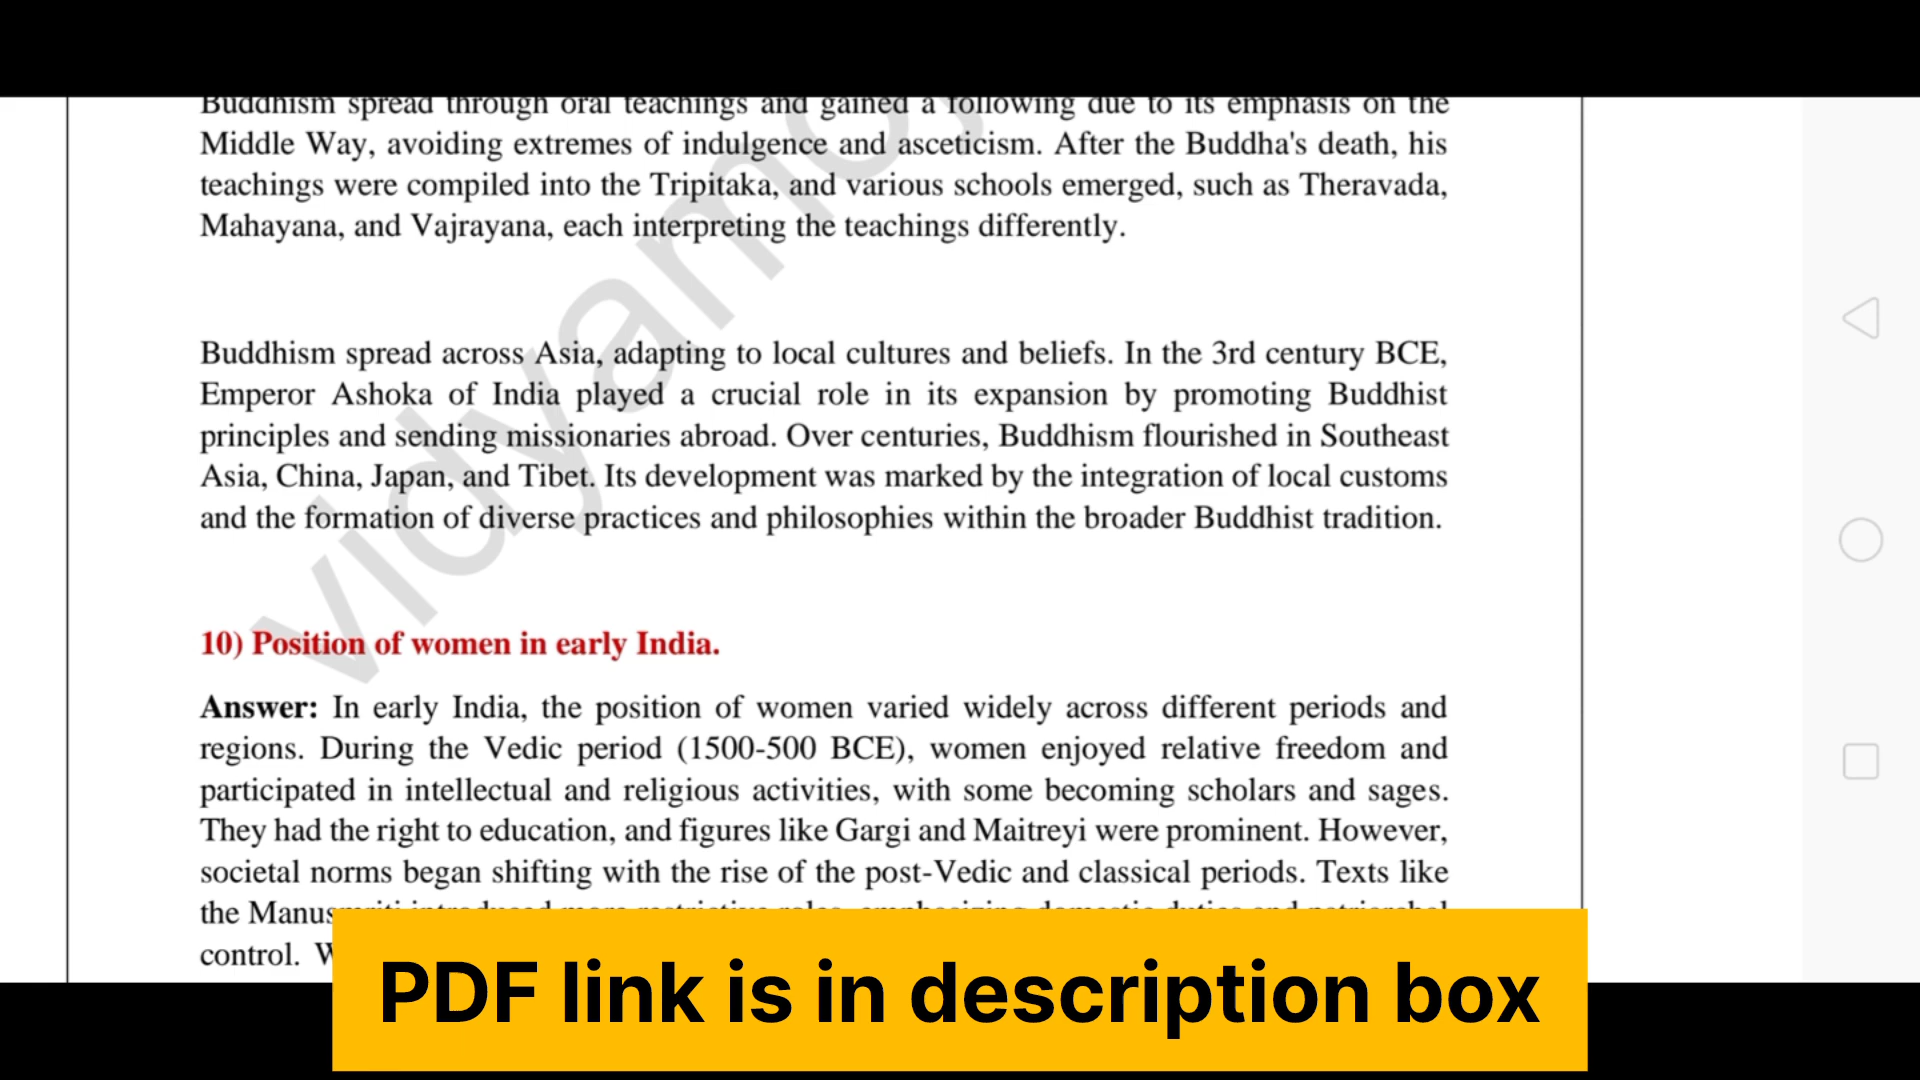 Buddhism spread through oral teachings and gained a following due to its emphasis on the
Middle Way, avoiding extremes of indulgence and asceticism. After the Buddha's death, his
teachings were compiled into the Tripitaka, and various schools emerged, such as Theravada,
Mahayana, and Vajrayana, each interpreting the teachings differently.
Buddhism spread across Asia, adapting to local cultures and beliefs. In the 3rd century BCE,
Emperor Ashoka of India played a crucial role in its expansion by promoting Buddhist
principles and sending missionaries abroad. Over centuries, Buddhism flourished in Southeast
Asia, China, Japan, and Tibet. Its development was marked by the integration of local customs
and the formation of diverse practices and philosophies within the broader Buddhist tradition.
10) Position of women in early India.
Answer: In early India, the position of women varied widely across different periods and
regions. During the Vedic period (1500-500 BCE), women enjoyed relative freedom and
participated in intellectual and religious activities, with some becoming scholars and sages.
They had the right to education, and figures like Gargi and Maitreyi were prominent. However,
societal norms began shifting with the rise of the post-Vedic and classical periods. Texts like
the
control.
PDF link is in description box